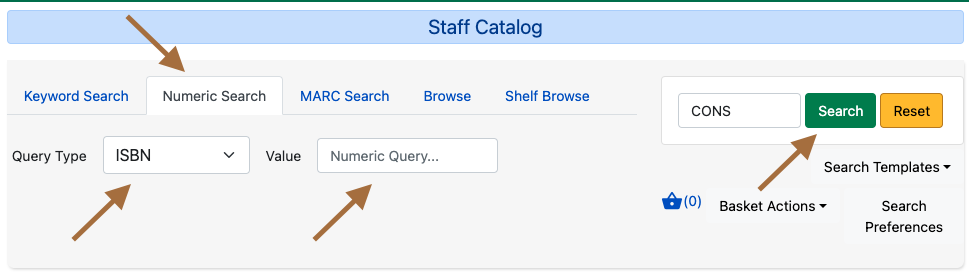 Staff Catalog
Keyword Search Numeric Search MARC Search Browse Shelf Browse
CONS Search Reset
Query Type ISBN Value Numeric Query...
Search Templates
(0) Basket Actions Search
Preferences